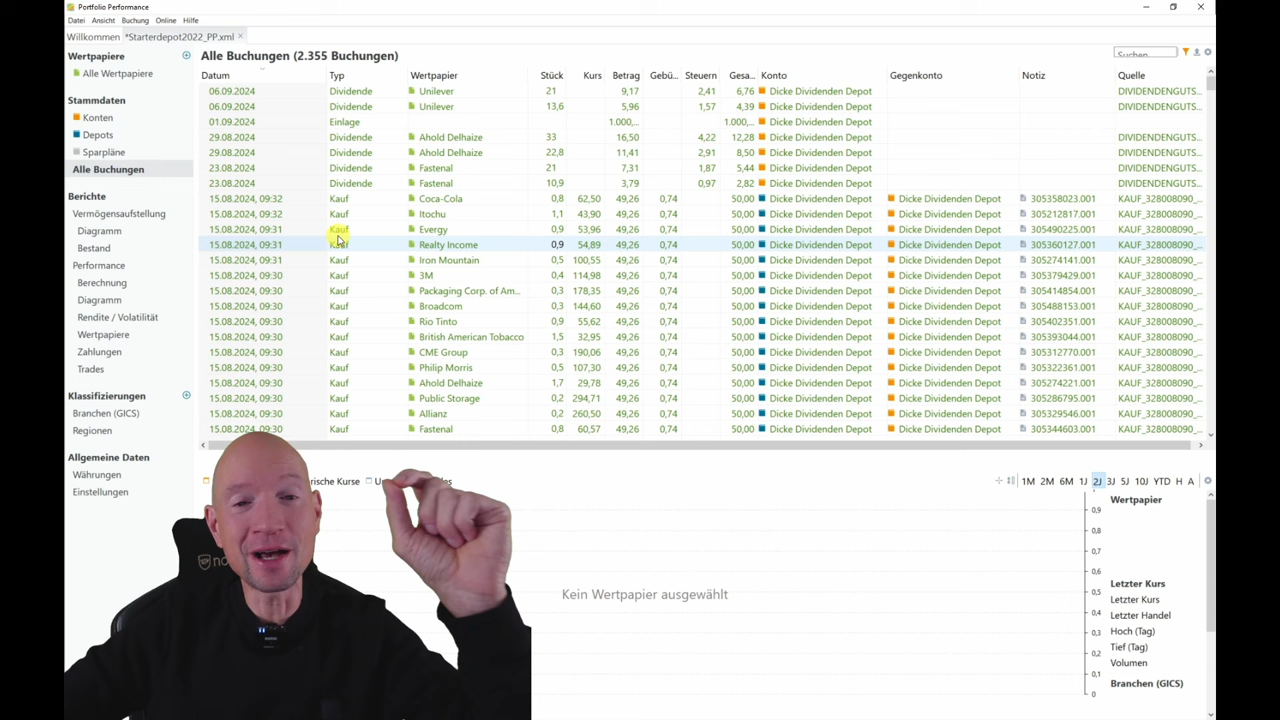 Portfolio Performance
Datei Ansicht Buchung Online Hilfe
Willkommen *Starterdepot2022_PP.xml
Wertpapiere
Alle Wertpapiere
Stammdaten
Konten
Depots
Sparpläne
Alle Buchungen
Berichte
Vermögensaufstellung
Diagramm
Bestand
Performance
Berechnung
Diagramm
Rendite / Volatilität
Wertpapiere
Zahlungen
Trades
Klassifizierungen
Branchen (GICS)
Regionen
Allgemeine Daten
Währungen
Einstellungen
Alle Buchungen (2.355 Buchungen)
Suchen
Datum Typ Wertpapier Stück Kurs Betrag Gebü... Steuern Gesa... Konto Gegenkonto Notiz Quelle
06.09.2024 Dividende Unilever 21 9,17 2,41 6,76 Dicke Dividenden Depot DIVIDENDENGUTS...
06.09.2024 Dividende Unilever 13,6 5,96 1,57 4,39 Dicke Dividenden Depot DIVIDENDENGUTS...
01.09.2024 Einlage 1.000,... 1.000,... Dicke Dividenden Depot
29.08.2024 Dividende Ahold Delhaize 33 16,50 4,22 12,28 Dicke Dividenden Depot DIVIDENDENGUTS...
29.08.2024 Dividende Ahold Delhaize 22,8 11,41 2,91 8,50 Dicke Dividenden Depot DIVIDENDENGUTS...
23.08.2024 Dividende Fastenal 21 7,31 1,87 5,44 Dicke Dividenden Depot DIVIDENDENGUTS...
23.08.2024 Dividende Fastenal 10,9 3,79 0,97 2,82 Dicke Dividenden Depot DIVIDENDENGUTS...
15.08.2024, 09:32 Kauf Coca-Cola 0,8 62,50 49,26 0,74 50,00 Dicke Dividenden Depot Dicke Dividenden Depot 305358023.001 KAUF_328008090_...
15.08.2024, 09:32 Kauf Itochu 1,1 43,90 49,26 0,74 50,00 Dicke Dividenden Depot Dicke Dividenden Depot 305212817.001 KAUF_328008090_...
15.08.2024, 09:31 Kauf Evergy 0,9 53,96 49,26 0,74 50,00 Dicke Dividenden Depot Dicke Dividenden Depot 305490225.001 KAUF_328008090_...
15.08.2024, 09:31 Realty Income 0,9 54,89 49,26 0,74 50,00 Dicke Dividenden Depot Dicke Dividenden Depot 305360127.001 KAUF_328008090_...
15.08.2024, 09:31 Kauf Iron Mountain 0,5 100,55 49,26 0,74 50,00 Dicke Dividenden Depot Dicke Dividenden Depot 305274141.001 KAUF_328008090_...
15.08.2024, 09:30 Kauf 3M 0,4 114,98 49,26 0,74 50,00 Dicke Dividenden Depot Dicke Dividenden Depot 305379429.001 KAUF_328008090_...
15.08.2024, 09:30 Kauf Packaging Corp. of Am... 0,3 178,35 49,26 0,74 50,00 Dicke Dividenden Depot Dicke Dividenden Depot 305414854.001 KAUF_328008090_...
15.08.2024, 09:30 Kauf Broadcom 0,3 144,60 49,26 0,74 50,00 Dicke Dividenden Depot Dicke Dividenden Depot 305488153.001 KAUF_328008090_...
15.08.2024, 09:30 Kauf Rio Tinto 0,9 55,62 49,26 0,74 50,00 Dicke Dividenden Depot Dicke Dividenden Depot 305402351.001 KAUF_328008090_...
15.08.2024, 09:30 Kauf British American Tobacco 1,5 32,95 49,26 0,74 50,00 Dicke Dividenden Depot Dicke Dividenden Depot 305393044.001 KAUF_328008090_...
15.08.2024, 09:30 Kauf CME Group 0,3 190,06 49,26 0,74 50,00 Dicke Dividenden Depot Dicke Dividenden Depot 305312770.001 KAUF_328008090_...
15.08.2024, 09:30 Kauf Philip Morris 0,5 107,30 49,26 0,74 50,00 Dicke Dividenden Depot Dicke Dividenden Depot 305322361.001 KAUF_328008090_...
15.08.2024, 09:30 Kauf Ahold Delhaize 1,7 29,78 49,26 0,74 50,00 Dicke Dividenden Depot Dicke Dividenden Depot 305274221.001 KAUF_328008090_...
15.08.2024, 09:30 Kauf Public Storage 0,2 294,71 49,26 0,74 50,00 Dicke Dividenden Depot Dicke Dividenden Depot 305286795.001 KAUF_328008090_...
15.08.2024, 09:30 Kauf Allianz 0,2 260,50 49,26 0,74 50,00 Dicke Dividenden Depot Dicke Dividenden Depot 305329546.001 KAUF_328008090_...
15.08.2024, 09:30 Kauf Fastenal 0,8 60,57 49,26 0,74 50,00 Dicke Dividenden Depot Dicke Dividenden Depot 305344603.001 KAUF_328008090_...
Kurse 1M 2M 6M 1J 2J 3J 5J 10J YTD H A
0,9
0,8
0,7
0,6
0,5
0,4
0,3
0,2
0,1
0
Kein Wertpapier ausgewählt
Wertpapier
Letzter Kurs
Letzter Kurs
Letzter Handel
Hoch (Tag)
Tief (Tag)
Volumen
Branchen (GICS)